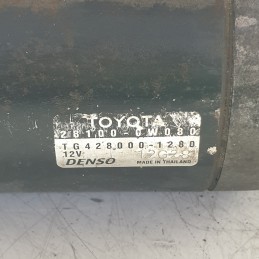 TOYOTA
28100-0W080
TG428000-1280
12V
DENSO MADE IN THAILAND